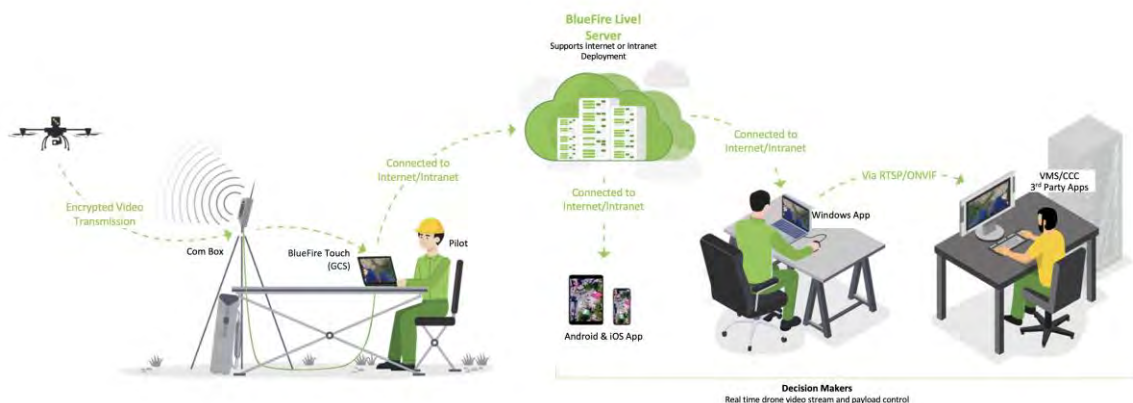 BlueFire Live!
Server
Supports Internet or Intranet
Deployment
Encrypted Video
Transmission
Com Box
BlueFire Touch
(GCS)
Pilot
Connected to
Internet/Intranet
Connected to
Internet/Intranet
Android & iOS App
Connected to
Internet/Intranet
Windows App
Via RTSP/ONVIF
VMS/CCC
3rd Party Apps
Decision Makers
Real time drone video stream and payload control